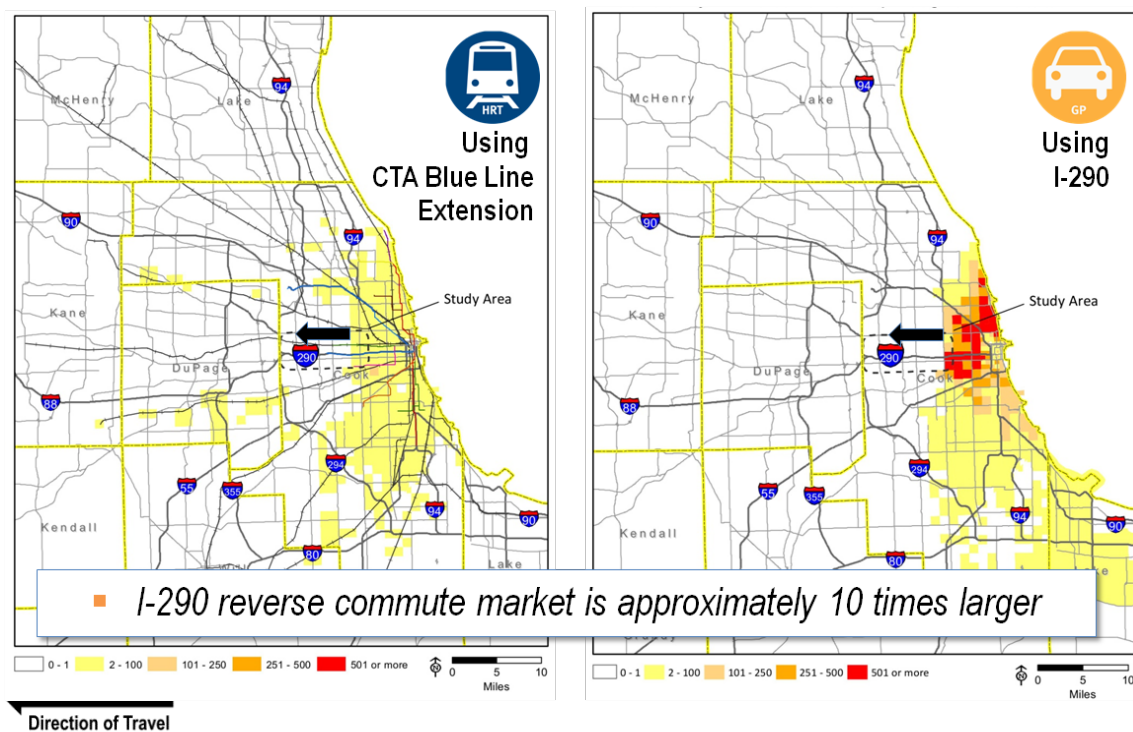 HRT
Using
CTA Blue Line
Extension
94
McHenry
Lake
90
94
Study Area
Kane
290
DuPage
Cook
88
294
55
355
94
90
Kendall
80
Lake
GP
Using
I-290
94
McHenry
Lake
90
94
Study Area
Kane
290
DuPage
Cook
88
294
55
355
94
90
Kendall
80
Lake
▪ I-290 reverse commute market is approximately 10 times larger
0 - 1 2 - 100 101 - 250 251 - 500 501 or more
N
0 5 10
Miles
0 - 1 2 - 100 101 - 250 251 - 500 501 or more
N
0 5 10
Miles
Direction of Travel